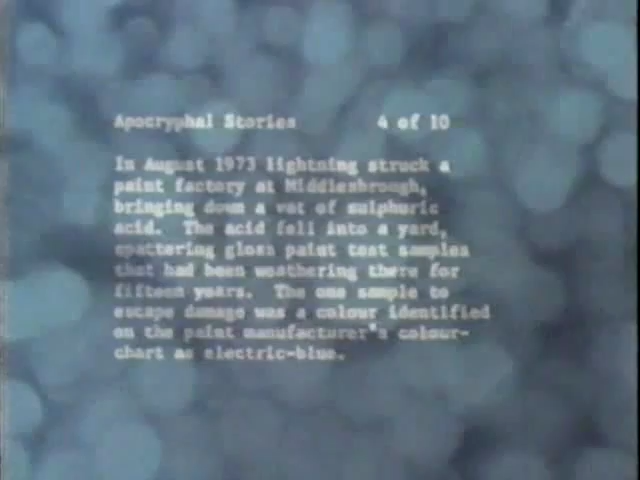 Apocryphal Stories 4 of 10
In August 1973 lightning struck a
paint factory at Middlesbrough,
bringing down a vat of sulphuric
acid. The acid fell into a yard,
spattering gloss paint test samples
that had been weathering there for
fifteen years. The one sample to
escape damage was a colour identified
on the paint manufacturer's colour-
chart as electric-blue.